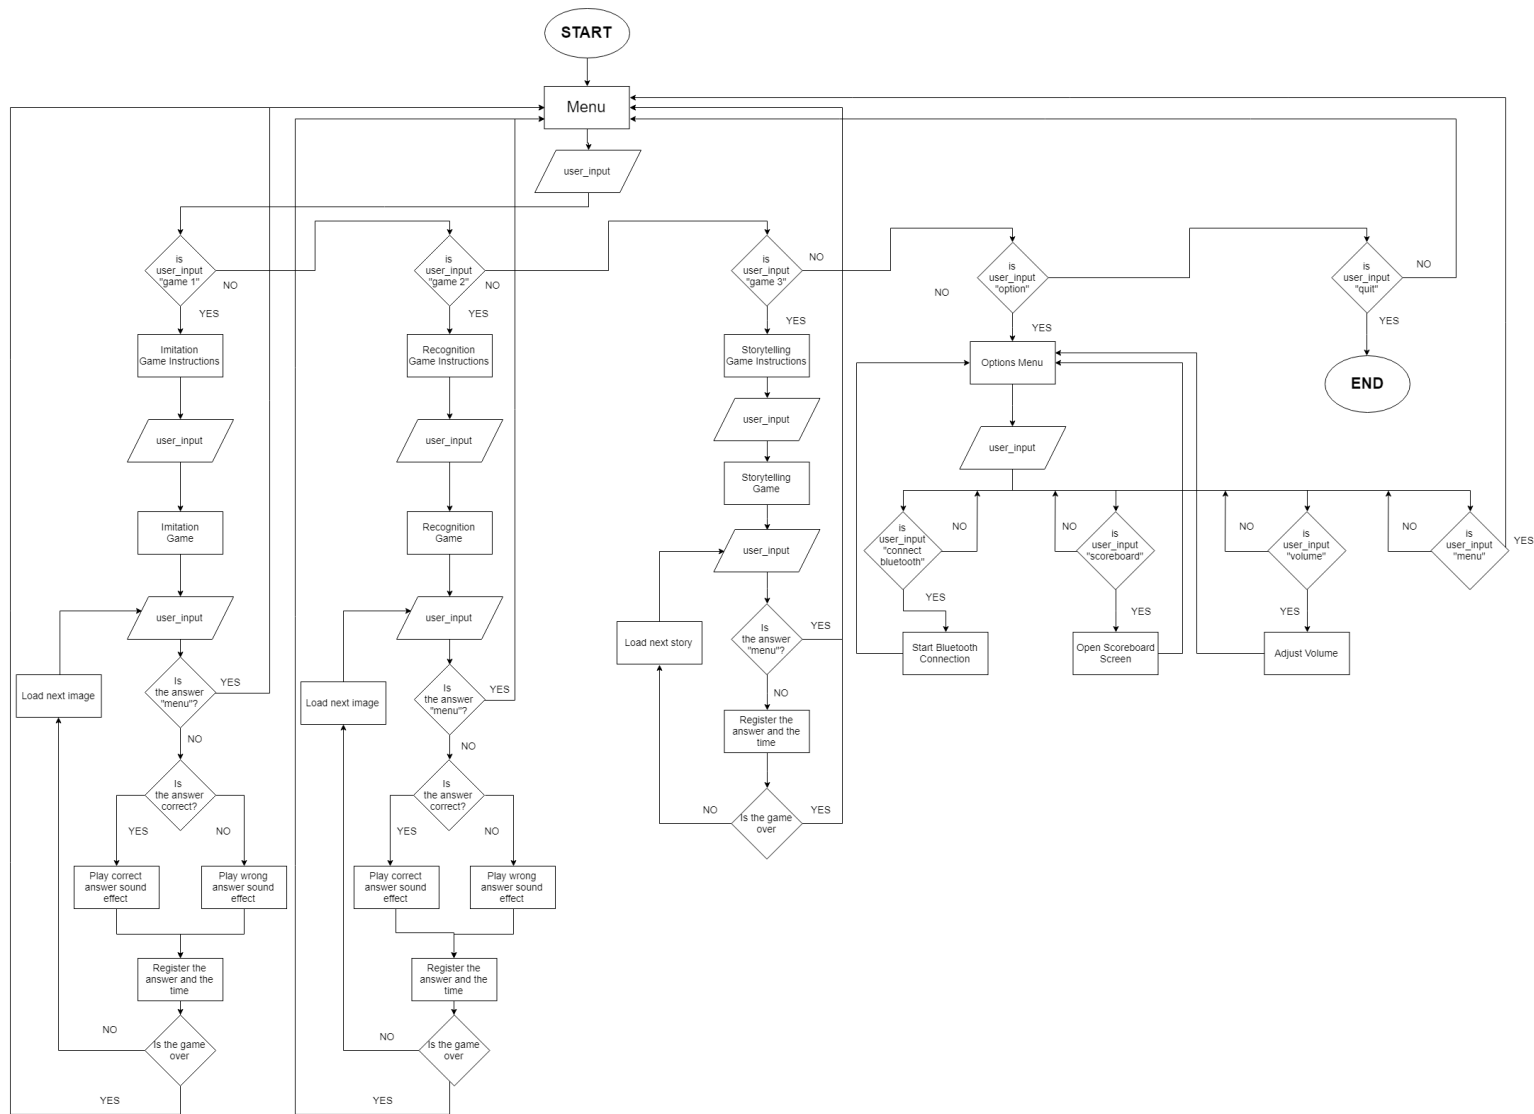 START
Menu
user_input
is
user_input
"game 1"
NO
YES
Imitation
Game Instructions
user_input
Imitation
Game
user_input
Load next image
Is
the answer
"menu"?
YES
NO
Is
the answer
correct?
YES
NO
Play correct
answer sound
effect
Play wrong
answer sound
effect
Register the
answer and the
time
Is the game
over
NO
YES
is
user_input
"game 2"
NO
YES
Recognition
Game Instructions
user_input
Recognition
Game
user_input
Load next image
Is
the answer
"menu"?
YES
NO
Is
the answer
correct?
YES
NO
Play correct
answer sound
effect
Play wrong
answer sound
effect
Register the
answer and the
time
Is the game
over
NO
YES
is
user_input
"game 3"
NO
YES
Storytelling
Game Instructions
user_input
Storytelling
Game
user_input
Load next story
Is
the answer
"menu"?
YES
NO
Register the
answer and the
time
Is the game
over
NO
YES
is
user_input
"option"
NO
YES
Options Menu
user_input
is
user_input
"connect
bluetooth"
NO
YES
Start Bluetooth
Connection
is
user_input
"scoreboard"
NO
YES
Open Scoreboard
Screen
is
user_input
"volume"
NO
YES
Adjust Volume
is
user_input
"menu"
NO
YES
is
user_input
"quit"
NO
YES
END